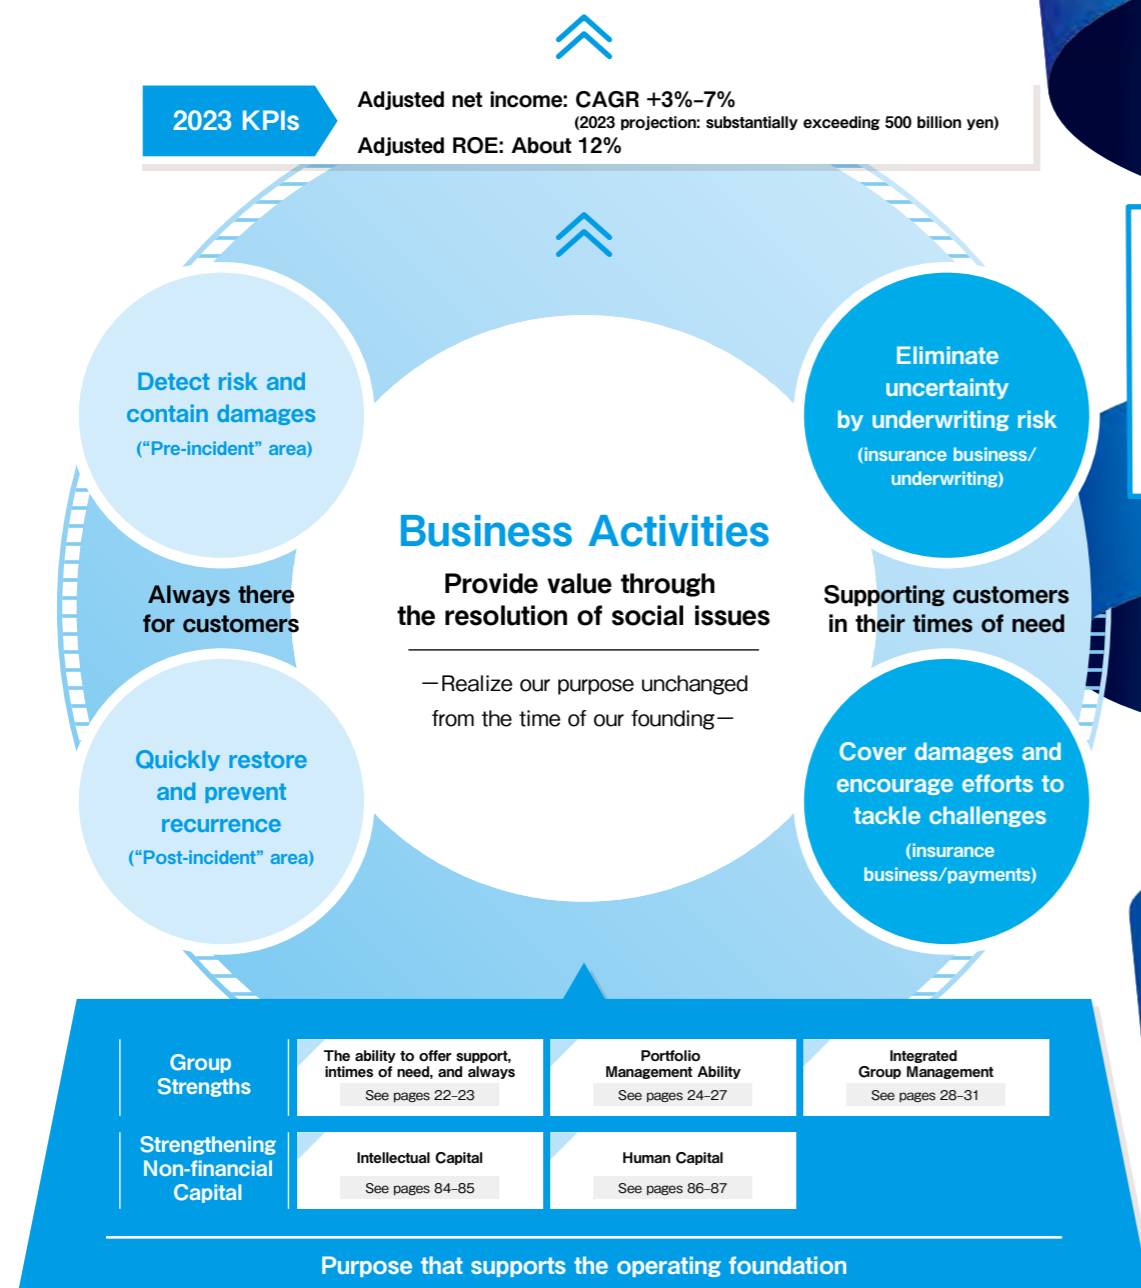 2023 KPIs
Adjusted net income: CAGR +3%–7%
(2023 projection: substantially exceeding 500 billion yen)
Adjusted ROE: About 12%
Detect risk and
contain damages
(“Pre-incident” area)
Eliminate
uncertainty
by underwriting risk
(insurance business/
underwriting)
Business Activities
Provide value through
the resolution of social issues
—Realize our purpose unchanged
from the time of our founding—
Always there
for customers
Supporting customers
in their times of need
Quickly restore
and prevent
recurrence
(“Post-incident” area)
Cover damages and
encourage efforts to
tackle challenges
(insurance
business/payments)
Group
Strengths
The ability to offer support,
intimes of need, and always
See pages 22–23
Portfolio
Management Ability
See pages 24–27
Integrated
Group Management
See pages 28–31
Strengthening
Non-financial
Capital
Intellectual Capital
See pages 84–85
Human Capital
See pages 86–87
Purpose that supports the operating foundation